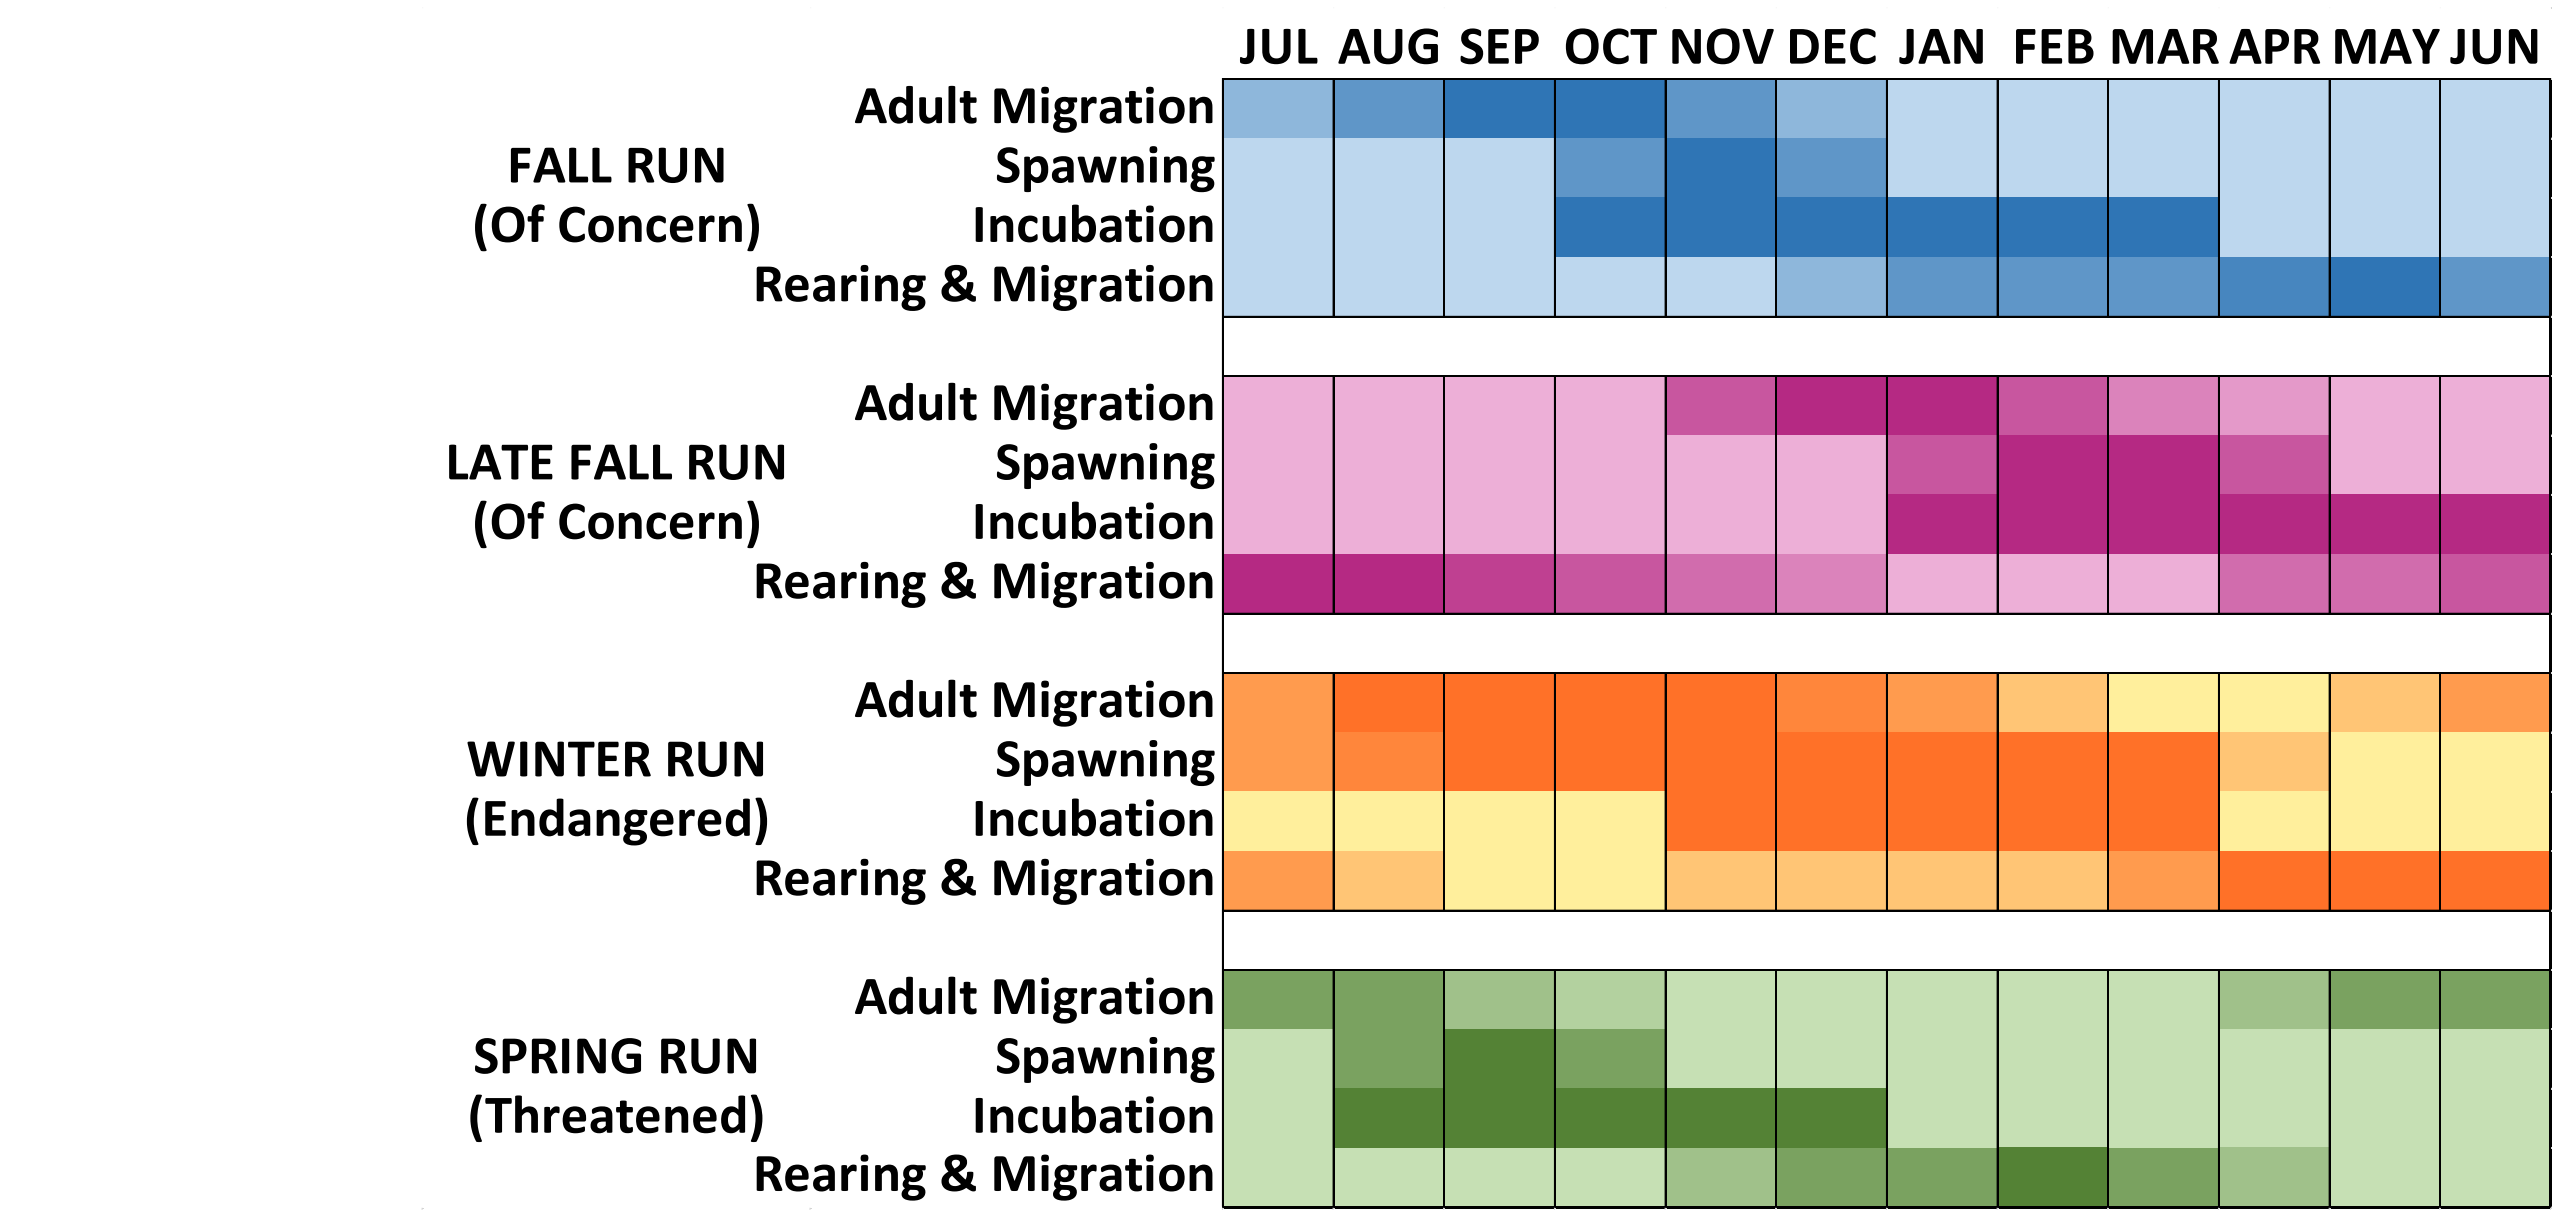 JUL AUG SEP OCT NOV DEC JAN FEB MAR APR MAY JUN
Adult Migration
FALL RUN Spawning
(Of Concern) Incubation
Rearing & Migration
Adult Migration
LATE FALL RUN Spawning
(Of Concern) Incubation
Rearing & Migration
Adult Migration
WINTER RUN Spawning
(Endangered) Incubation
Rearing & Migration
Adult Migration
SPRING RUN Spawning
(Threatened) Incubation
Rearing & Migration